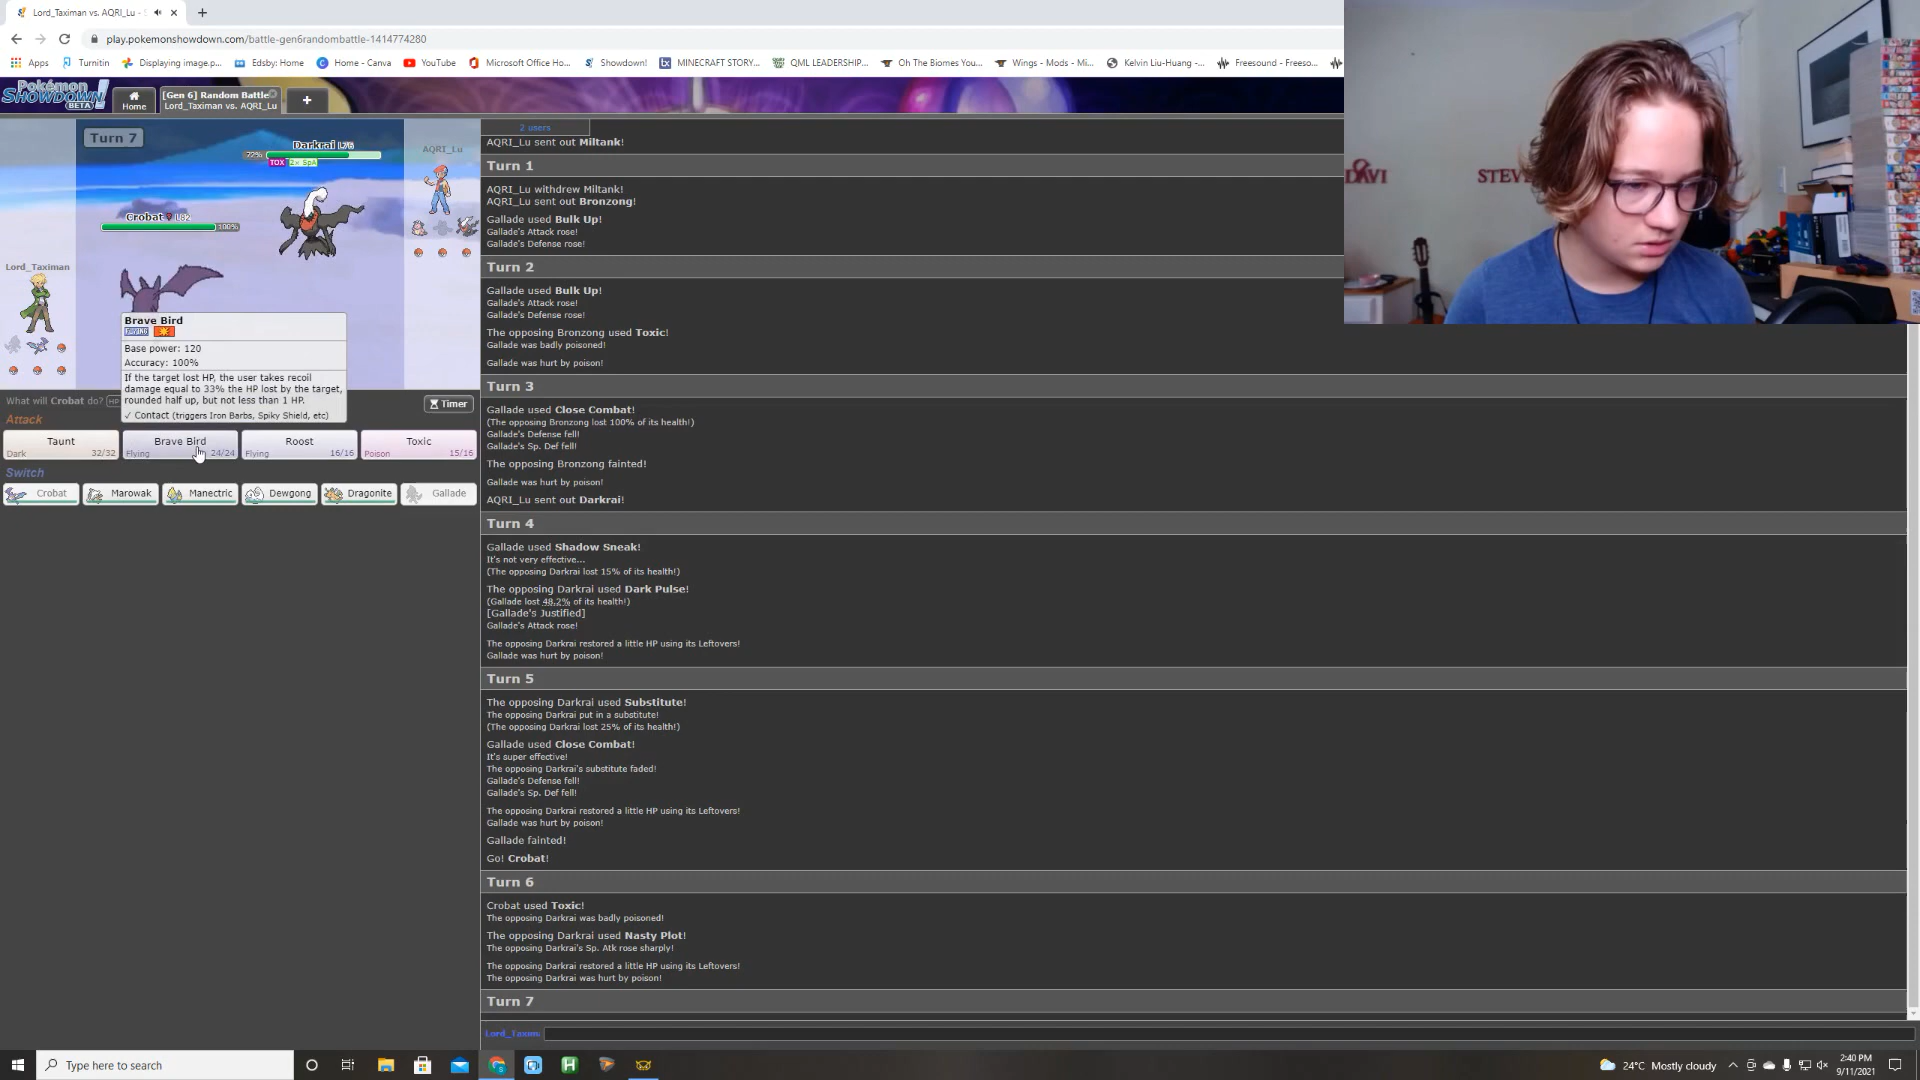 Lord_Taximan vs. AQRI_Lu - S
play.pokemonshowdown.com/battle-gen6randombattle-1414774280
Apps
Turnitin
Displaying image.p...
Edsby: Home
Home - Canva
YouTube
Microsoft Office Ho...
Showdown!
MINECRAFT STORY...
QML LEADERSHIP...
Oh The Biomes You...
Wings - Mods - Mi...
Kelvin Liu-Huang -...
Freesound - Freeso...
Pokémon
SHOWDOWN!
BETA
Home
[Gen 6] Random Battle
Lord_Taximan vs. AQRI_Lu
+
Turn 7
Darkrai L76
72%
TOX 2× SpA
AQRI_Lu
Crobat L82
100%
Lord_Taximan
Brave Bird
FLYING
Base power: 120
Accuracy: 100%
If the target lost HP, the user takes recoil
damage equal to 33% the HP lost by the target,
rounded half up, but not less than 1 HP.
✓ Contact (triggers Iron Barbs, Spiky Shield, etc)
What will Crobat do? HP
Timer
Attack
Taunt
Dark 32/32
Brave Bird
Flying 24/24
Roost
Flying 16/16
Toxic
Poison 15/16
Switch
Crobat
Marowak
Manectric
Dewgong
Dragonite
Gallade
2 users
AQRI_Lu sent out Miltank!
Turn 1
AQRI_Lu withdrew Miltank!
AQRI_Lu sent out Bronzong!
Gallade used Bulk Up!
Gallade's Attack rose!
Gallade's Defense rose!
Turn 2
Gallade used Bulk Up!
Gallade's Attack rose!
Gallade's Defense rose!
The opposing Bronzong used Toxic!
Gallade was badly poisoned!
Gallade was hurt by poison!
Turn 3
Gallade used Close Combat!
(The opposing Bronzong lost 100% of its health!)
Gallade's Defense fell!
Gallade's Sp. Def fell!
The opposing Bronzong fainted!
Gallade was hurt by poison!
AQRI_Lu sent out Darkrai!
Turn 4
Gallade used Shadow Sneak!
It's not very effective...
(The opposing Darkrai lost 15% of its health!)
The opposing Darkrai used Dark Pulse!
(Gallade lost 48.2% of its health!)
[Gallade's Justified]
Gallade's Attack rose!
The opposing Darkrai restored a little HP using its Leftovers!
Gallade was hurt by poison!
Turn 5
The opposing Darkrai used Substitute!
The opposing Darkrai put in a substitute!
(The opposing Darkrai lost 25% of its health!)
Gallade used Close Combat!
It's super effective!
The opposing Darkrai's substitute faded!
Gallade's Defense fell!
Gallade's Sp. Def fell!
The opposing Darkrai restored a little HP using its Leftovers!
Gallade was hurt by poison!
Gallade fainted!
Go! Crobat!
Turn 6
Crobat used Toxic!
The opposing Darkrai was badly poisoned!
The opposing Darkrai used Nasty Plot!
The opposing Darkrai's Sp. Atk rose sharply!
The opposing Darkrai restored a little HP using its Leftovers!
The opposing Darkrai was hurt by poison!
Turn 7
Lord_Taxim:
DAVI
STEV
Type here to search
24°C Mostly cloudy
2:40 PM
9/11/2021